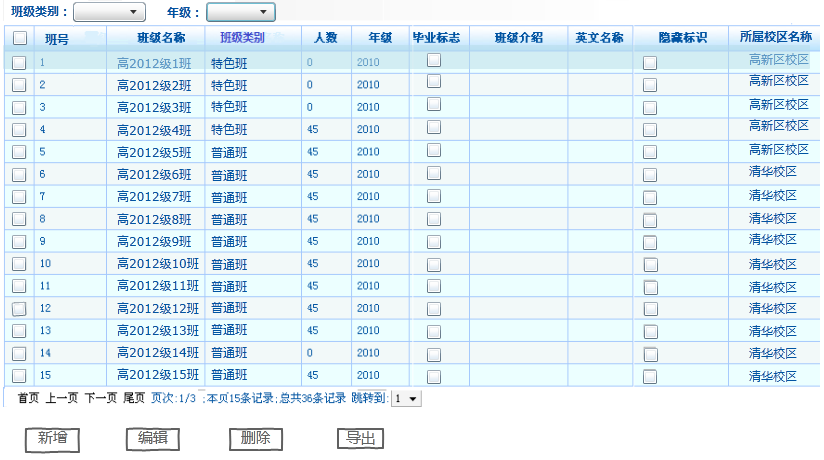 班级类别： 年级：
班号 班级名称 班级类别 人数 年级 毕业标志 班级介绍 英文名称 隐藏标识 所属校区名称
1 高2012级1班 特色班 0 2010 高新区校区
2 高2012级2班 特色班 0 2010 高新区校区
3 高2012级3班 特色班 0 2010 高新区校区
4 高2012级4班 特色班 45 2010 高新区校区
5 高2012级5班 普通班 45 2010 高新区校区
6 高2012级6班 普通班 45 2010 清华校区
7 高2012级7班 普通班 45 2010 清华校区
8 高2012级8班 普通班 45 2010 清华校区
9 高2012级9班 普通班 45 2010 清华校区
10 高2012级10班 普通班 45 2010 清华校区
11 高2012级11班 普通班 45 2010 清华校区
12 高2012级12班 普通班 45 2010 清华校区
13 高2012级13班 普通班 45 2010 清华校区
14 高2012级14班 普通班 0 2010 清华校区
15 高2012级15班 普通班 45 2010 清华校区
首页 上一页 下一页 尾页 页次:1/3 ;本页15条记录;总共36条记录 跳转到: 1
新增 编辑 删除 导出